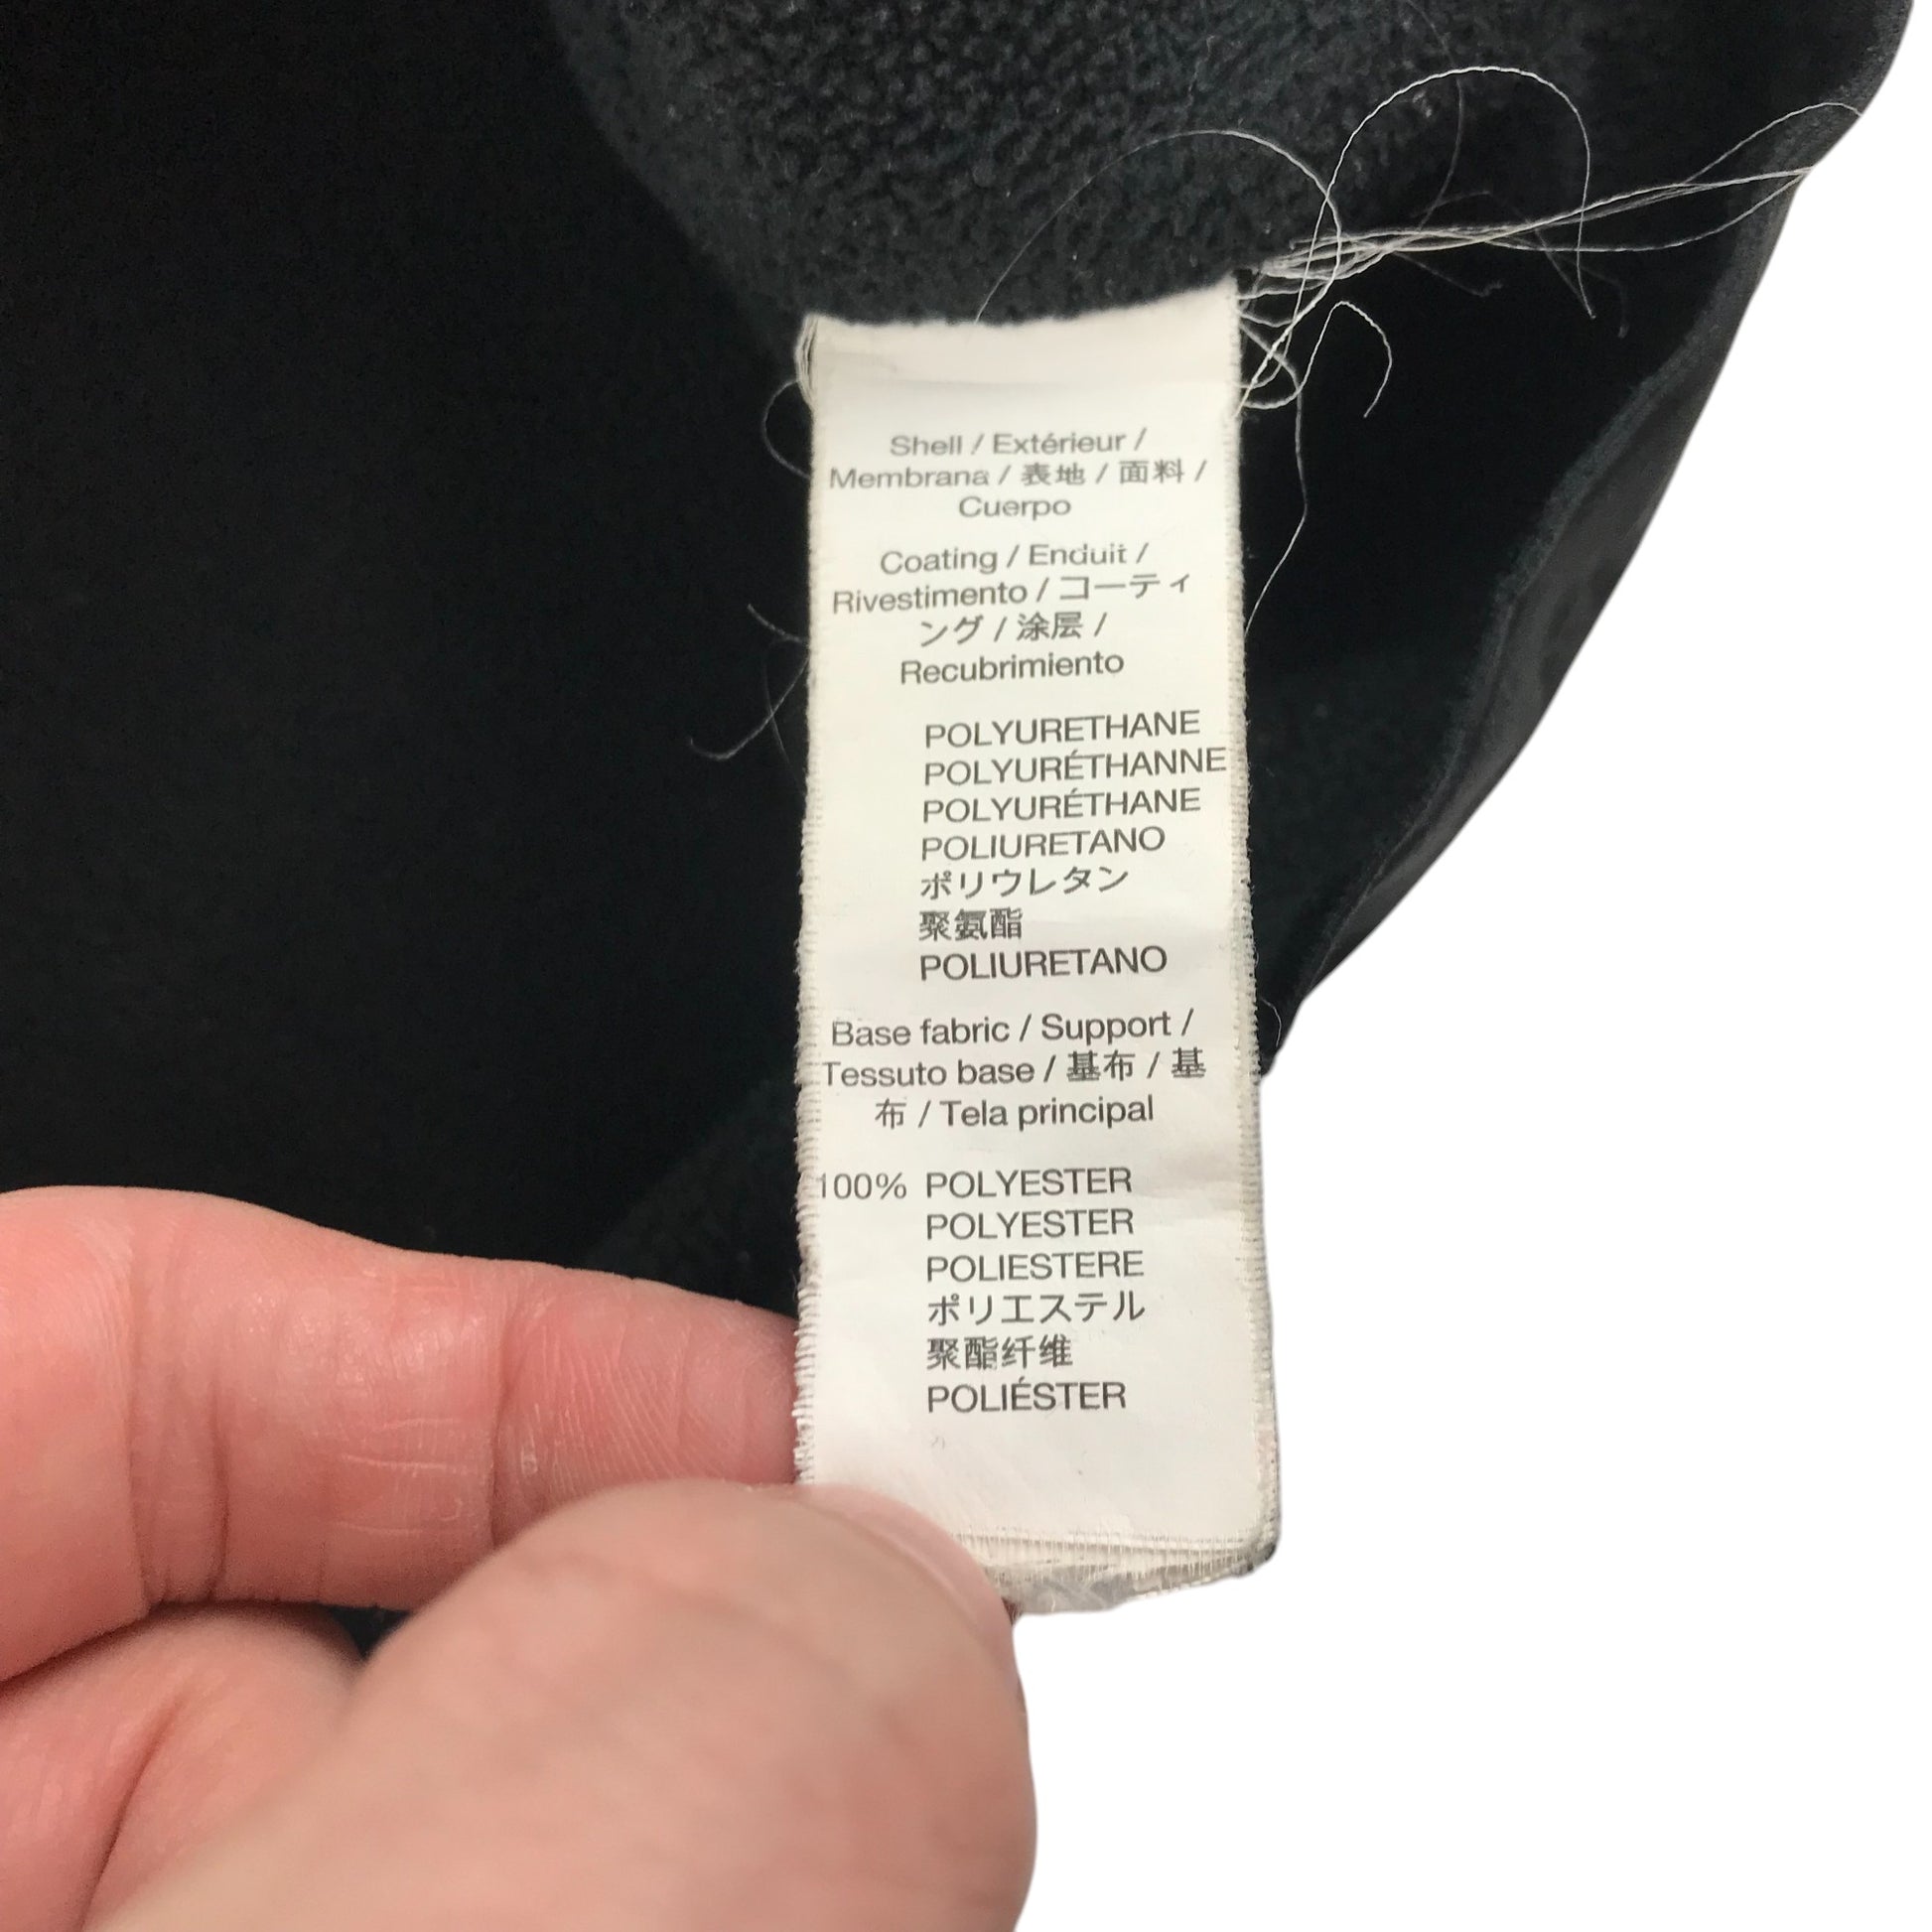 Shell / Extérieur /
Membrana / 表地 / 面料 /
Cuerpo
Coating / Enduit /
Rivestimento / コーティ
ング / 涂层 /
Recubrimiento
POLYURETHANE
POLYURÉTHANNE
POLYURÉTHANE
POLIURETANO
ポリウレタン
聚氨酯
POLIURETANO
Base fabric / Support /
Tessuto base / 基布 / 基
布 / Tela principal
100% POLYESTER
POLYESTER
POLIESTERE
ポリエステル
聚酯纤维
POLIÉSTER